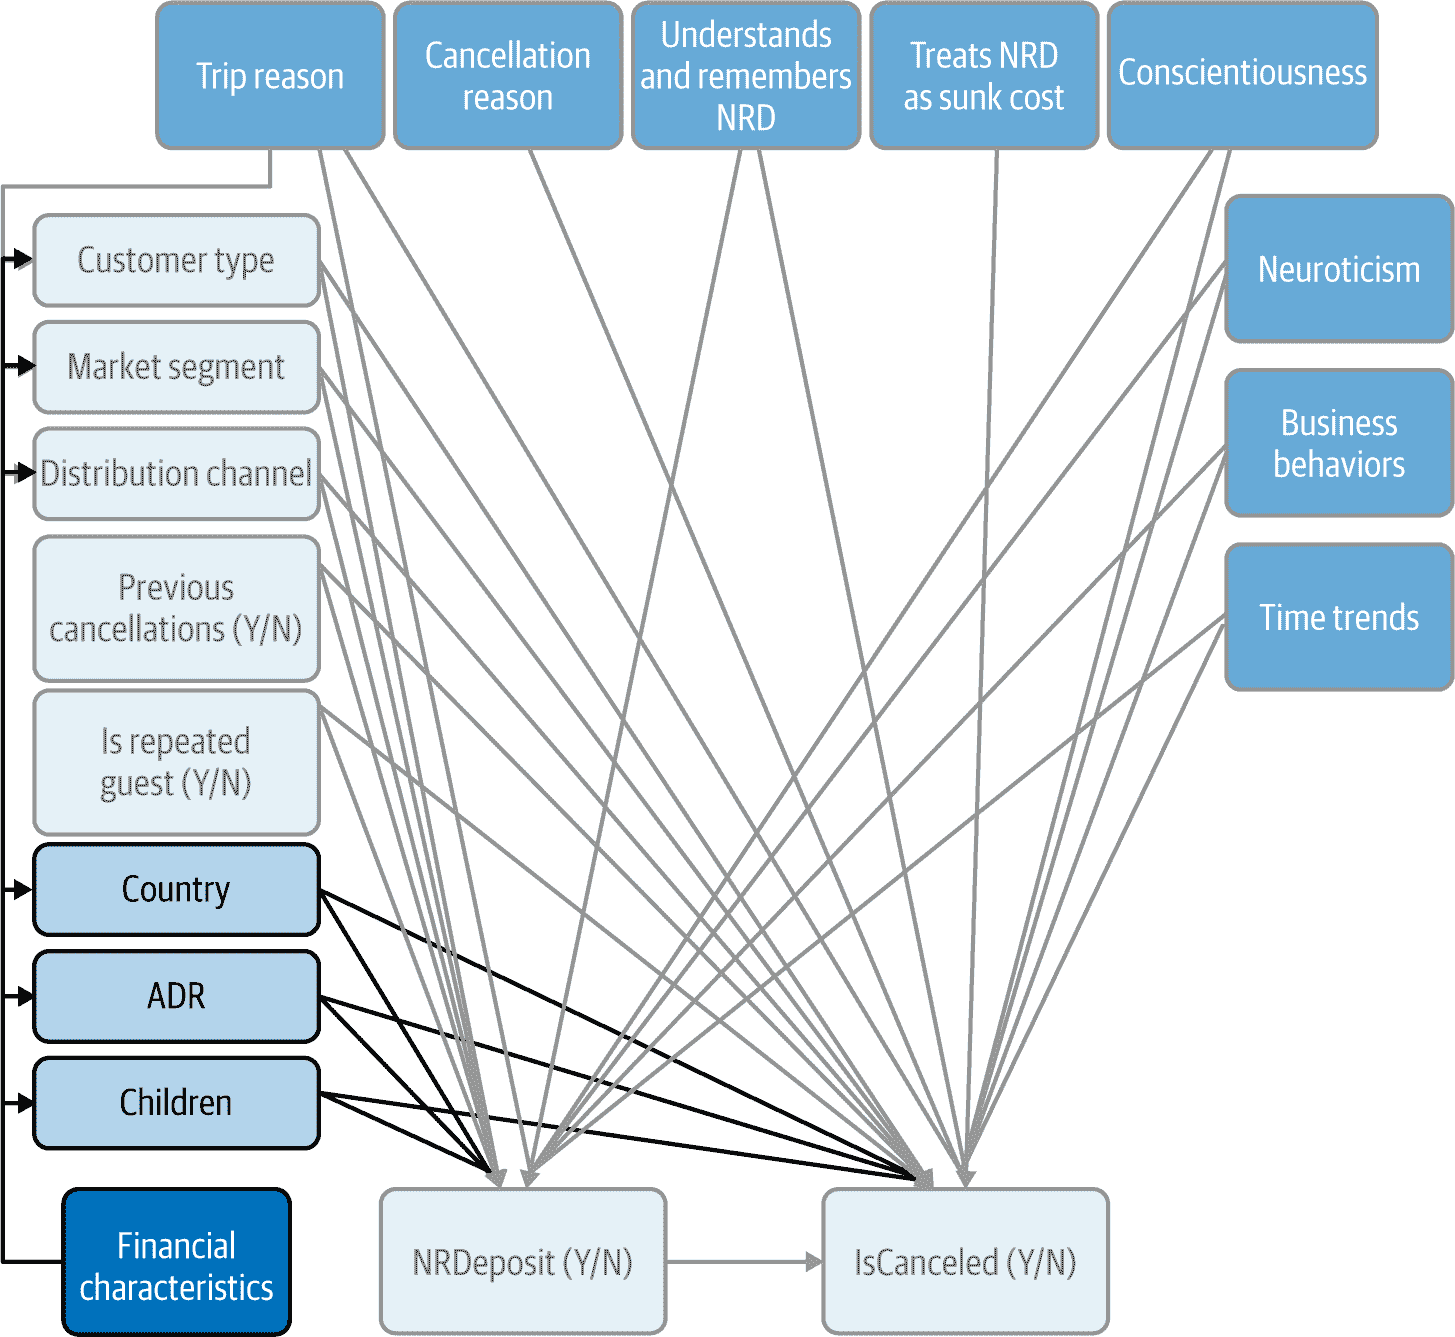 Trip reason
Cancellation
reason
Understands
and remembers
NRD
Treats NRD
as sunk cost
Conscientiousness
Customer type
Market segment
Distribution channel
Previous
cancellations (Y/N)
Is repeated
guest (Y/N)
Country
ADR
Children
Financial
characteristics
Neuroticism
Business
behaviors
Time trends
NRDeposit (Y/N)
IsCanceled (Y/N)